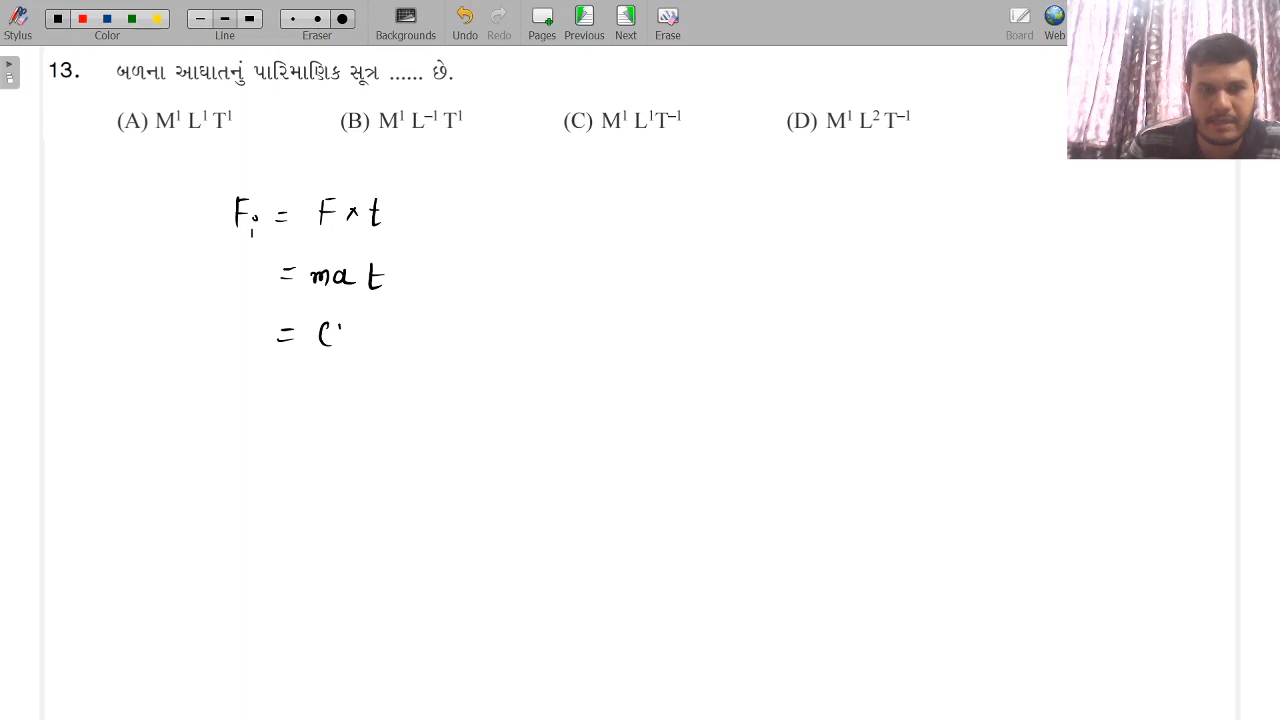 Stylus Color Line Eraser Backgrounds Undo Redo Pages Previous Next Erase Board Web
13. બળના આઘાતનું પારિમાણિક સૂત્ર ...... છે.
(A) M¹ L¹ T¹ (B) M¹ L⁻¹ T¹ (C) M¹ L¹T⁻¹ (D) M¹ L² T⁻¹
Fᵢ = F × t
= ma t
= (